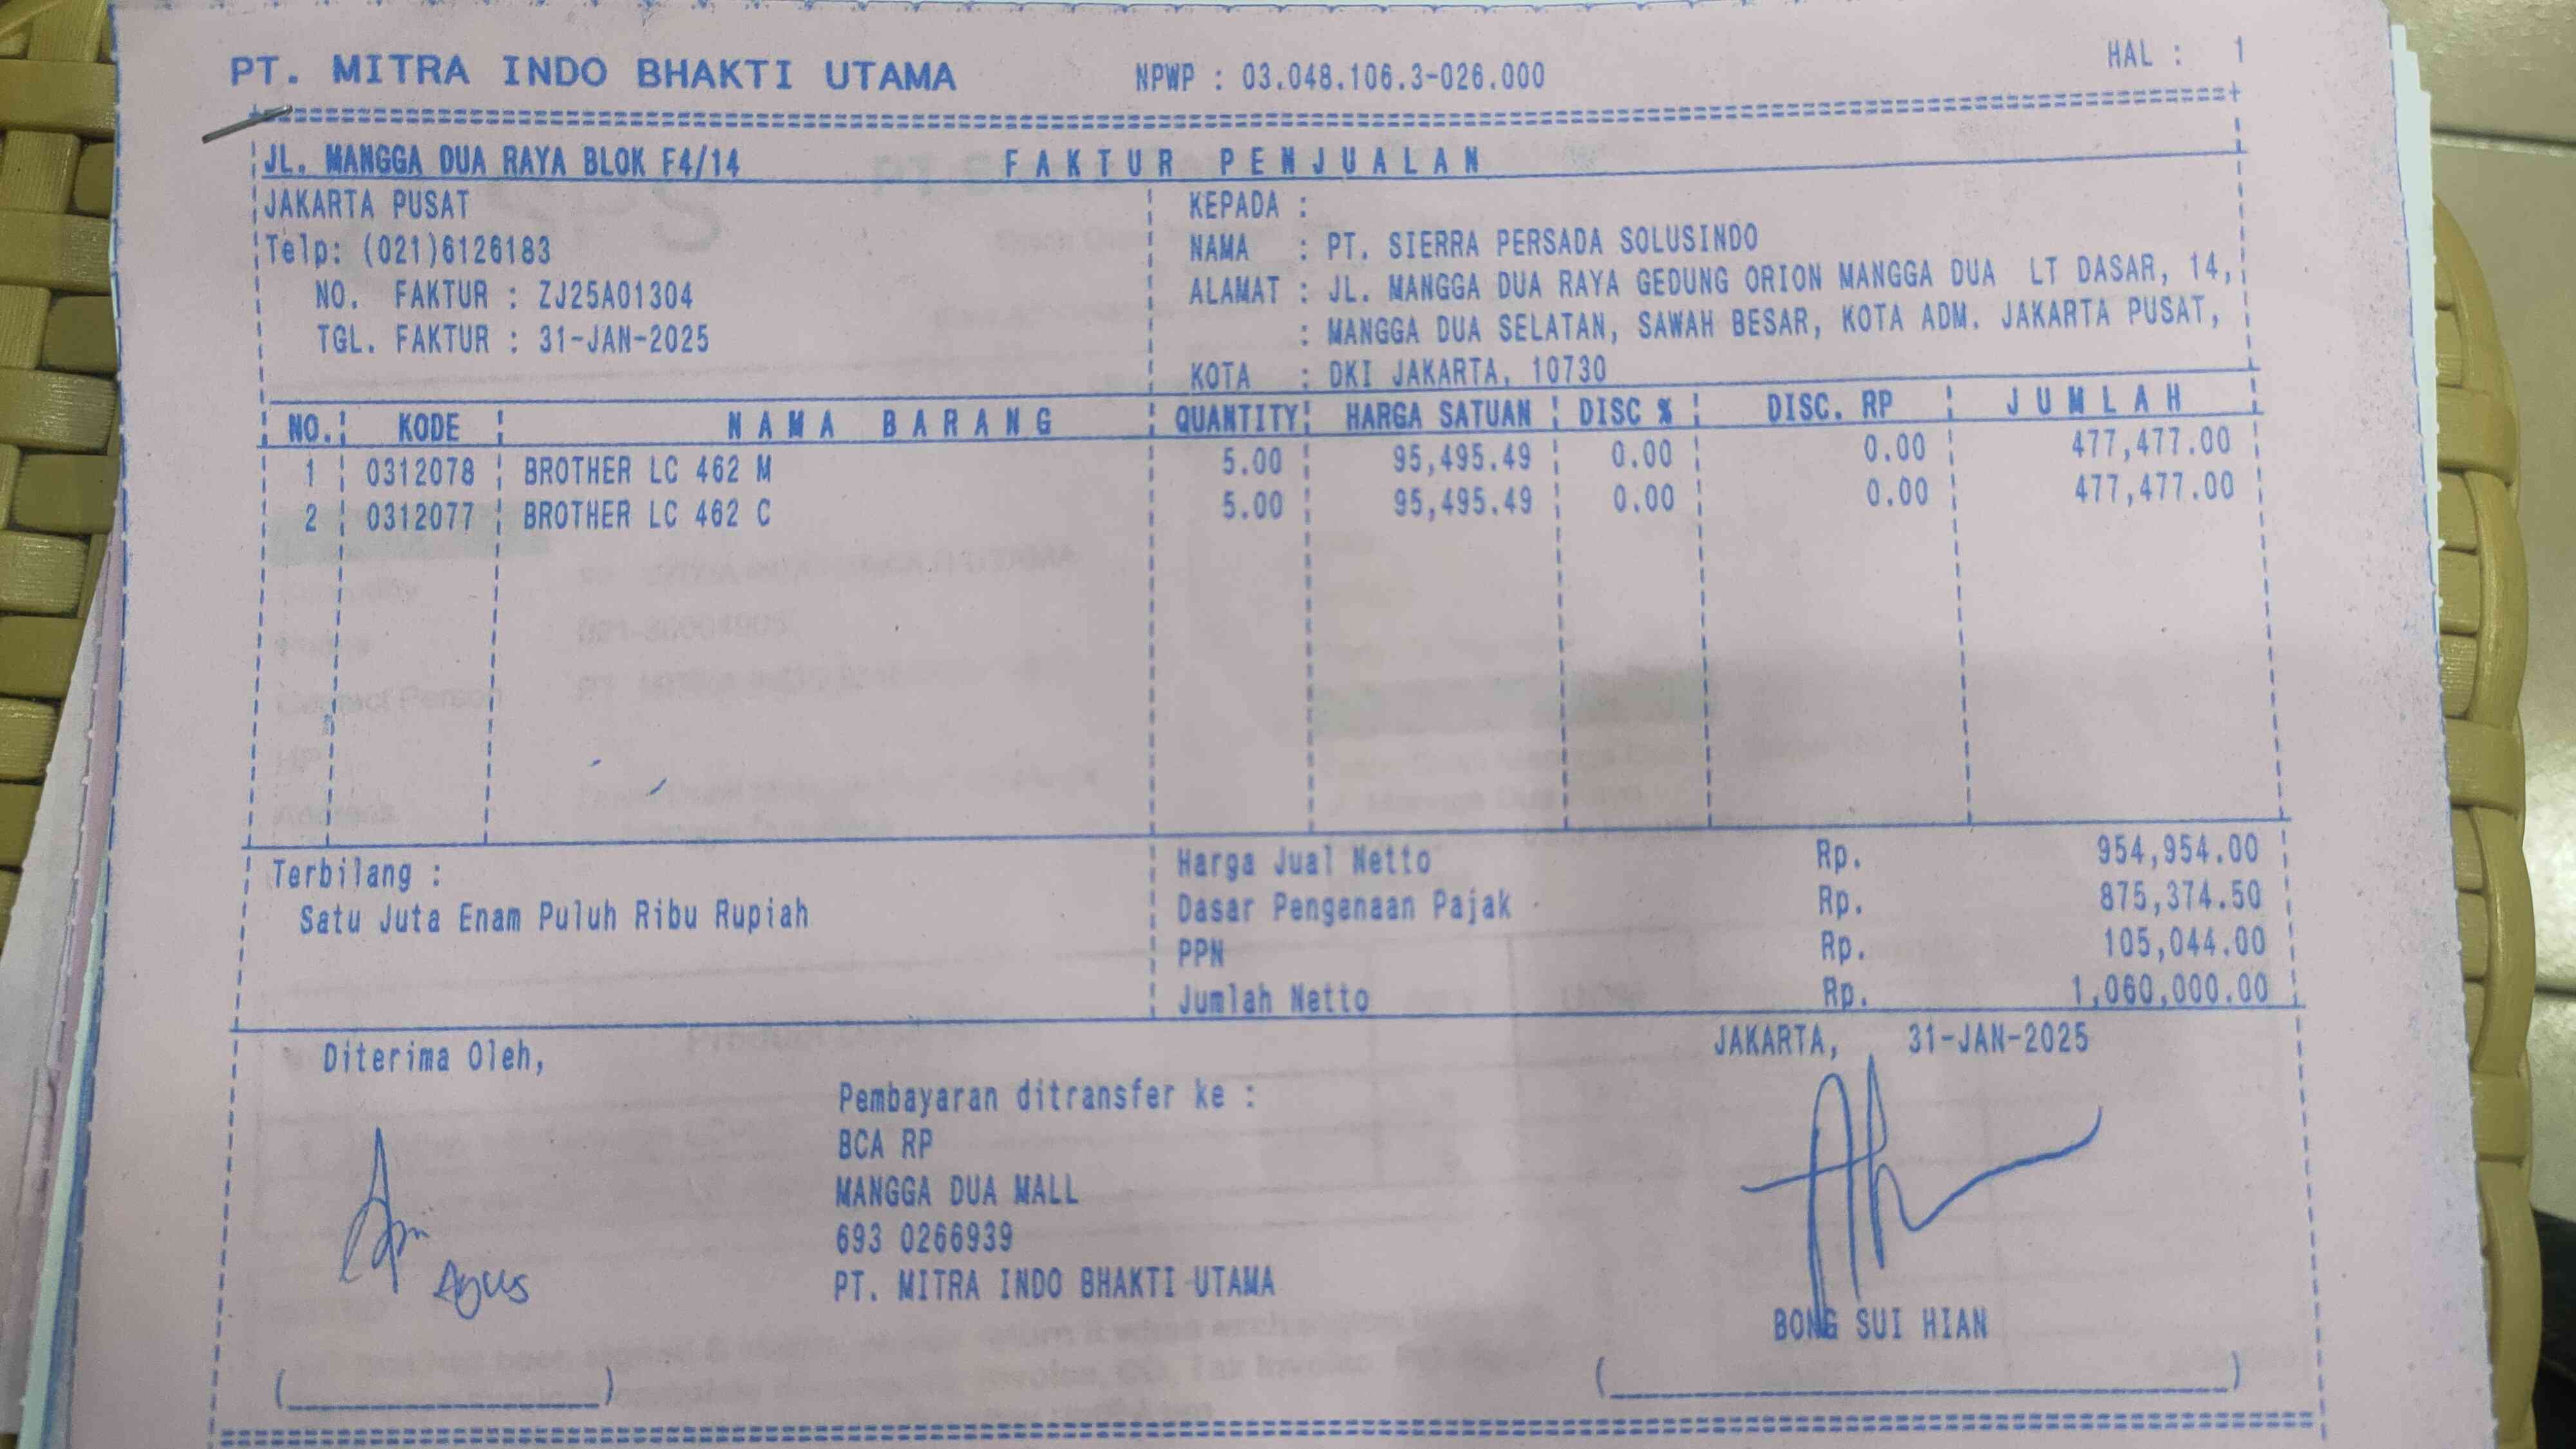 PT. MITRA INDO BHAKTI UTAMA NPWP : 03.048.106.3-026.000 HAL : 1
JL. MANGGA DUA RAYA BLOK F4/14 FAKTUR PENJUALAN
JAKARTA PUSAT
Telp: (021)6126183
NO. FAKTUR : ZJ25A01304
TGL. FAKTUR : 31-JAN-2025
KEPADA :
NAMA : PT. SIERRA PERSADA SOLUSINDO
ALAMAT : JL. MANGGA DUA RAYA GEDUNG ORION MANGGA DUA LT DASAR, 14,
: MANGGA DUA SELATAN, SAWAH BESAR, KOTA ADM. JAKARTA PUSAT,
KOTA : DKI JAKARTA, 10730
NO. KODE NAMA BARANG QUANTITY HARGA SATUAN DISC % DISC. RP JUMLAH
1 0312078 BROTHER LC 462 M 5.00 95,495.49 0.00 0.00 477,477.00
2 0312077 BROTHER LC 462 C 5.00 95,495.49 0.00 0.00 477,477.00
Terbilang :
Satu Juta Enam Puluh Ribu Rupiah
Harga Jual Netto Rp. 954,954.00
Dasar Pengenaan Pajak Rp. 875,374.50
PPN Rp. 105,044.00
Jumlah Netto Rp. 1,060,000.00
Diterima Oleh,
Agus
Pembayaran ditransfer ke :
BCA RP
MANGGA DUA MALL
693 0266939
PT. MITRA INDO BHAKTI UTAMA
JAKARTA, 31-JAN-2025
BONG SUI HIAN